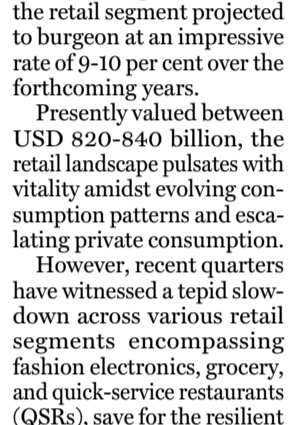 the retail segment projected
to burgeon at an impressive
rate of 9-10 per cent over the
forthcoming years.
Presently valued between
USD 820-840 billion, the
retail landscape pulsates with
vitality amidst evolving con-
sumption patterns and esca-
lating private consumption.
However, recent quarters
have witnessed a tepid slow-
down across various retail
segments encompassing
fashion electronics, grocery,
and quick-service restaurants
(QSRs), save for the resilient